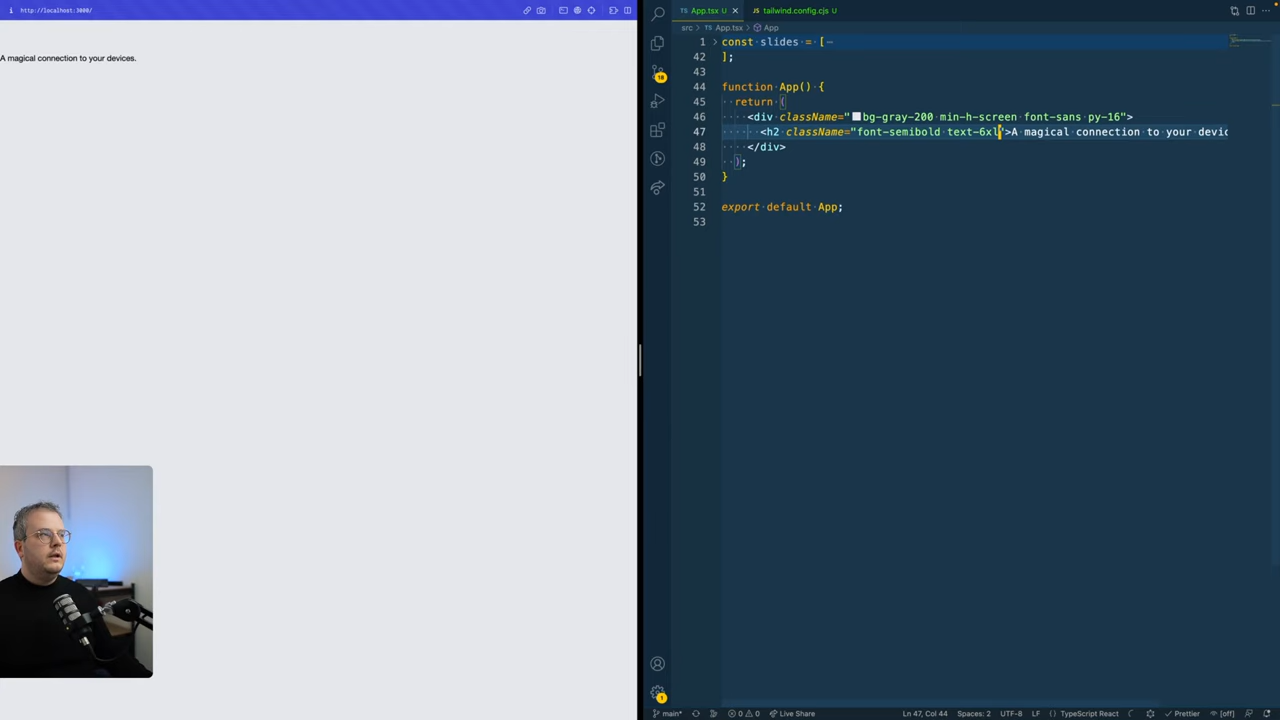 http://localhost:3000/
A magical connection to your devices.
App.tsx U
tailwind.config.cjs U
src > App.tsx > App
1 const slides = [
42 ];
43
44 function App() {
45 return (
46 <div className="bg-gray-200 min-h-screen font-sans py-16">
47 <h2 className="font-semibold text-6xl">A magical connection to your devic
48 </div>
49 );
50 }
51
52 export default App;
53
18
1
main* 0 0 Live Share Ln 47, Col 44 Spaces: 2 UTF-8 LF TypeScript React Prettier [off]